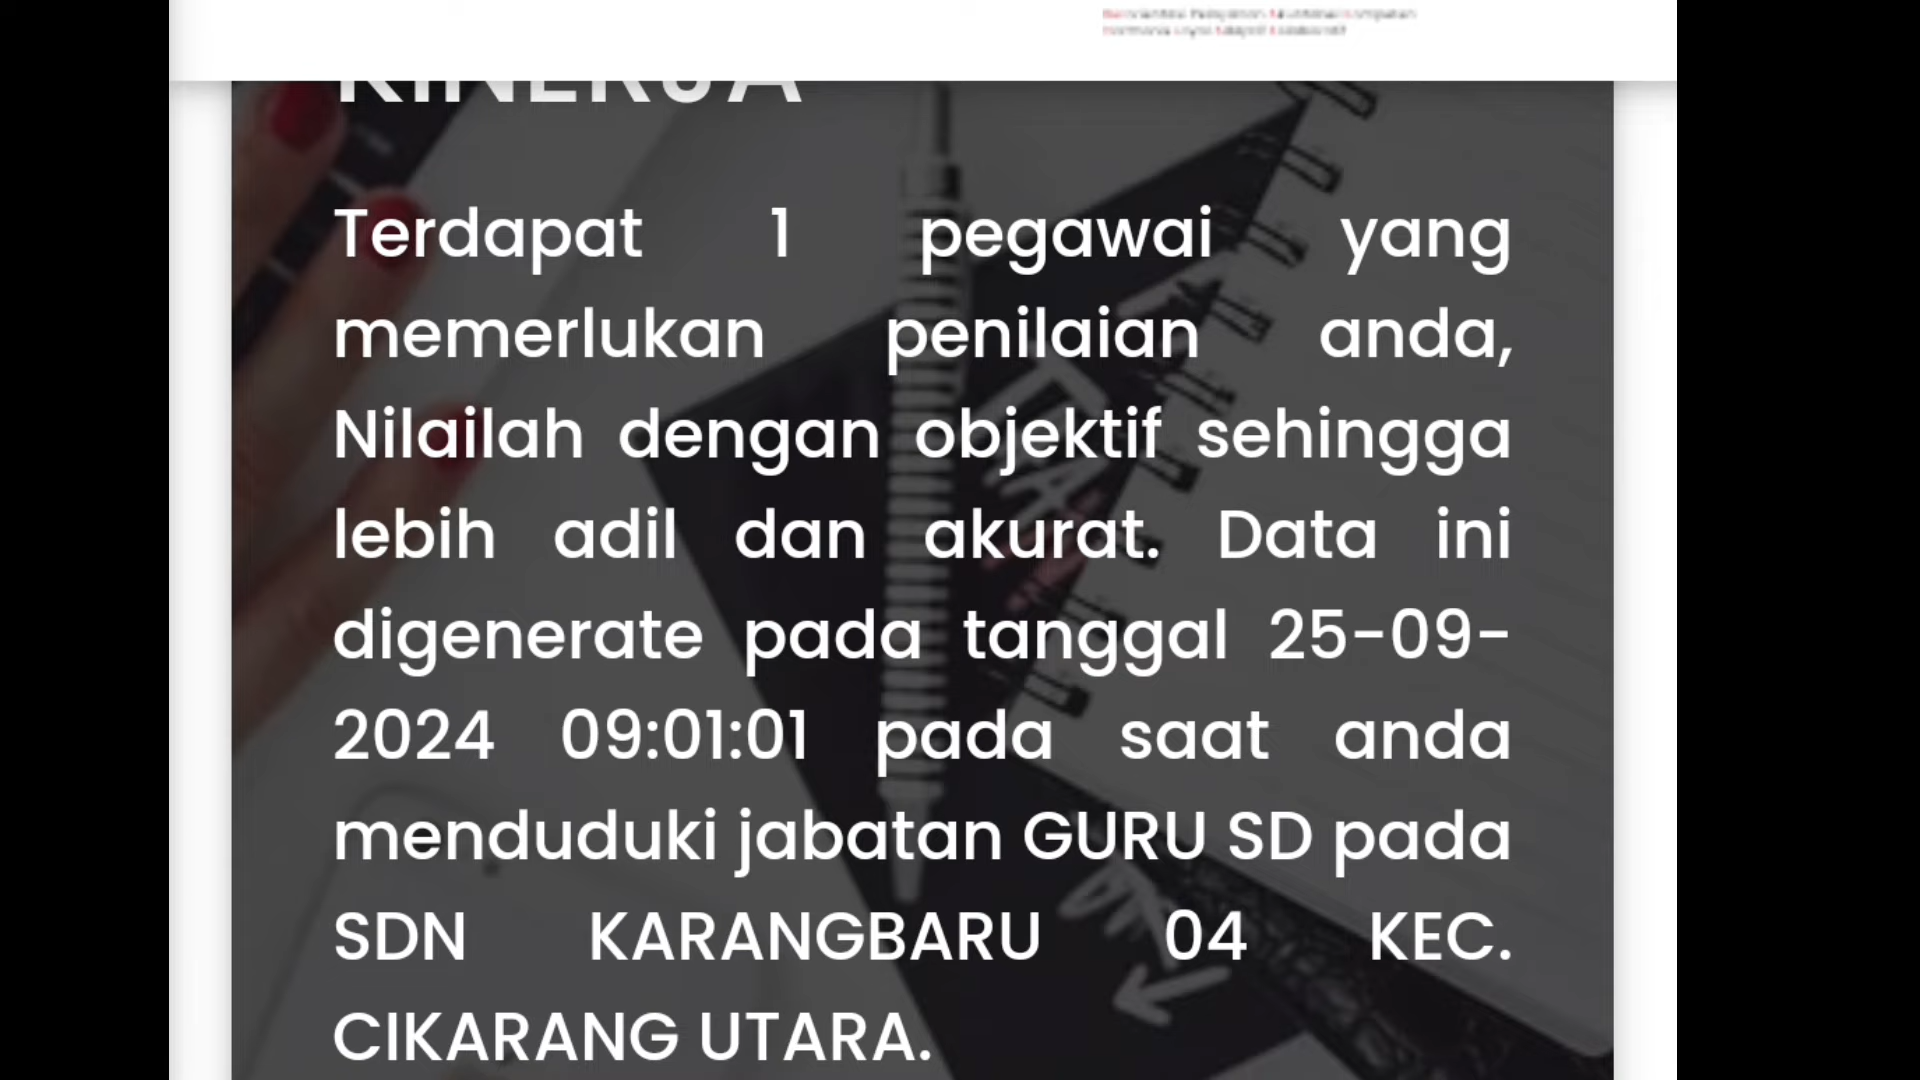 KINERJA
Terdapat 1 pegawai yang
memerlukan penilaian anda,
Nilailah dengan objektif sehingga
lebih adil dan akurat. Data ini
digenerate pada tanggal 25-09-
2024 09:01:01 pada saat anda
menduduki jabatan GURU SD pada
SDN KARANGBARU 04 KEC.
CIKARANG UTARA.